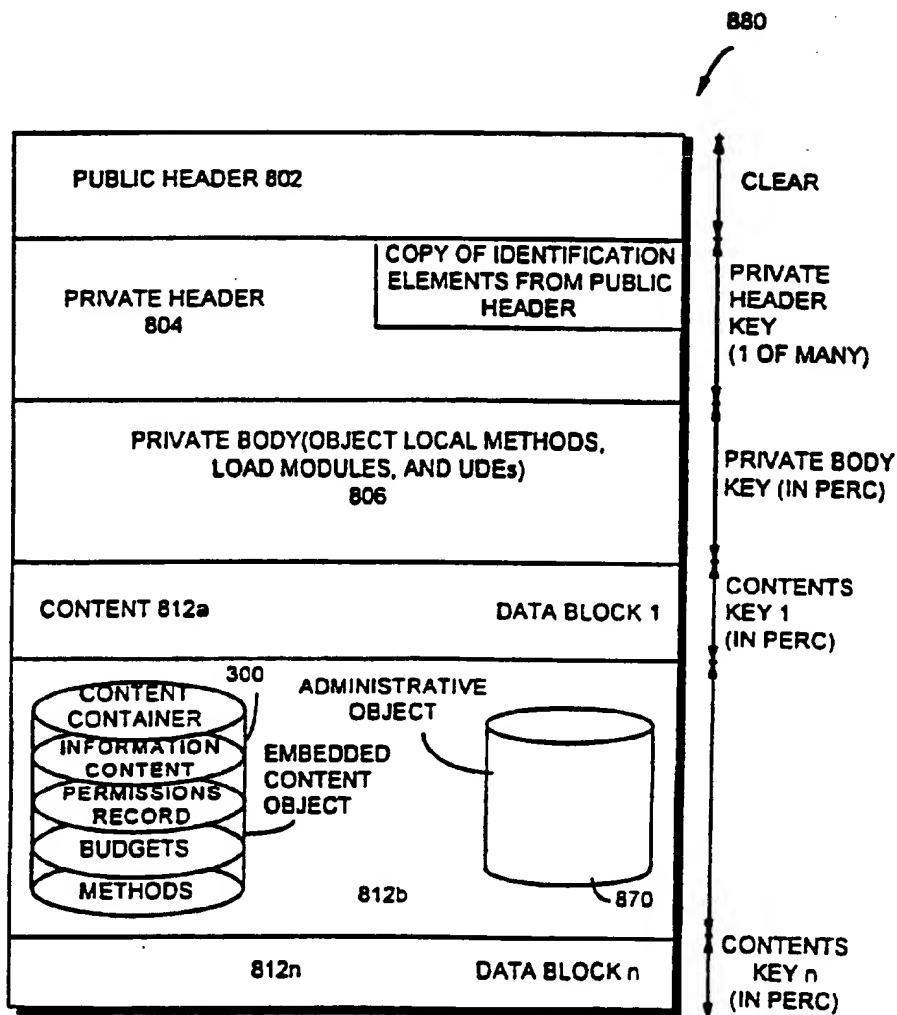 880
PUBLIC HEADER 802
CLEAR
COPY OF IDENTIFICATION
ELEMENTS FROM PUBLIC
HEADER
PRIVATE HEADER
804
PRIVATE
HEADER
KEY
(1 OF MANY)
PRIVATE BODY(OBJECT LOCAL METHODS,
LOAD MODULES, AND UDEs)
806
PRIVATE BODY
KEY (IN PERC)
CONTENT 812a
DATA BLOCK 1
CONTENTS
KEY 1
(IN PERC)
300
CONTENT
CONTAINER
INFORMATION
CONTENT
PERMISSIONS
RECORD
BUDGETS
METHODS
EMBEDDED
CONTENT
OBJECT
ADMINISTRATIVE
OBJECT
812b
870
812n
DATA BLOCK n
CONTENTS
KEY n
(IN PERC)